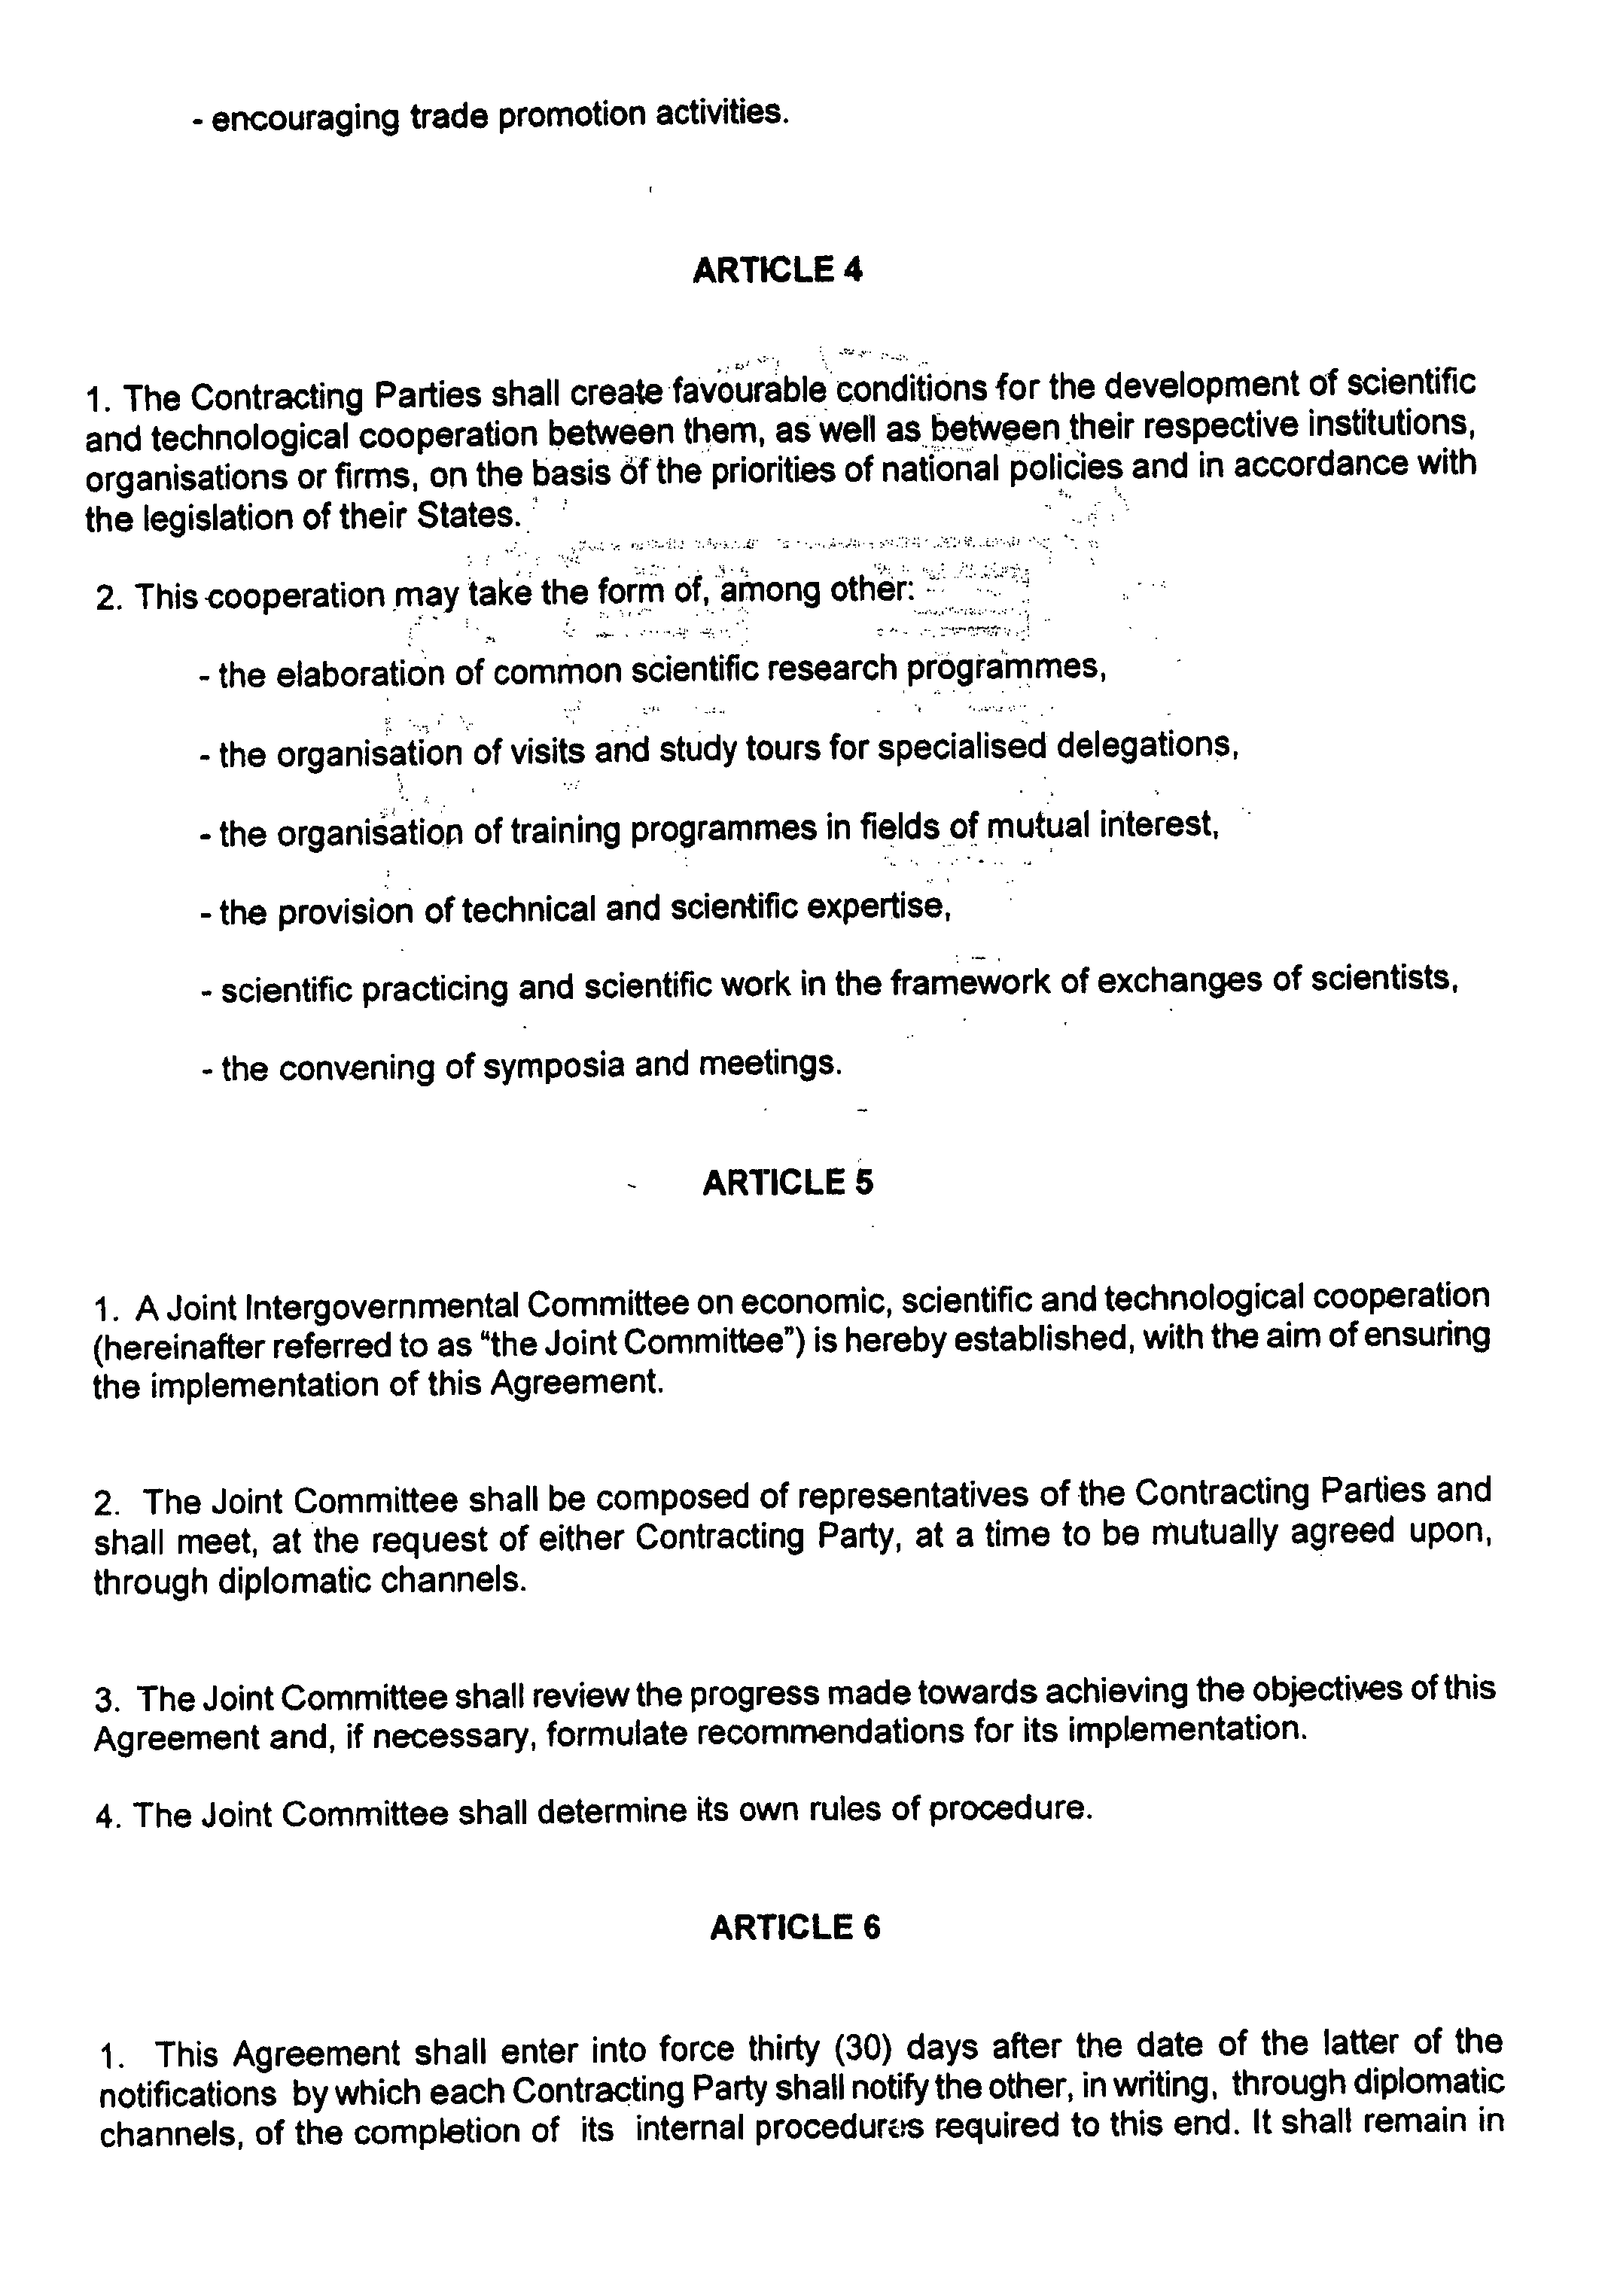 - encouraging trade promotion activities.
ARTICLE 4
1. The Contracting Parties shall create favourable conditions for the development of scientific
and technological cooperation between them, as well as between their respective institutions,
organisations or firms, on the basis of the priorities of national policies and in accordance with
the legislation of their States.
2. This cooperation may take the form of, among other:
- the elaboration of common scientific research programmes,
- the organisation of visits and study tours for specialised delegations,
- the organisation of training programmes in fields of mutual interest,
- the provision of technical and scientific expertise,
- scientific practicing and scientific work in the framework of exchanges of scientists,
- the convening of symposia and meetings.
ARTICLE 5
1. A Joint Intergovernmental Committee on economic, scientific and technological cooperation
(hereinafter referred to as “the Joint Committee”) is hereby established, with the aim of ensuring
the implementation of this Agreement.
2. The Joint Committee shall be composed of representatives of the Contracting Parties and
shall meet, at the request of either Contracting Party, at a time to be mutually agreed upon,
through diplomatic channels.
3. The Joint Committee shall review the progress made towards achieving the objectives of this
Agreement and, if necessary, formulate recommendations for its implementation.
4. The Joint Committee shall determine its own rules of procedure.
ARTICLE 6
1. This Agreement shall enter into force thirty (30) days after the date of the latter of the
notifications by which each Contracting Party shall notify the other, in writing, through diplomatic
channels, of the completion of its internal procedures required to this end. It shall remain in